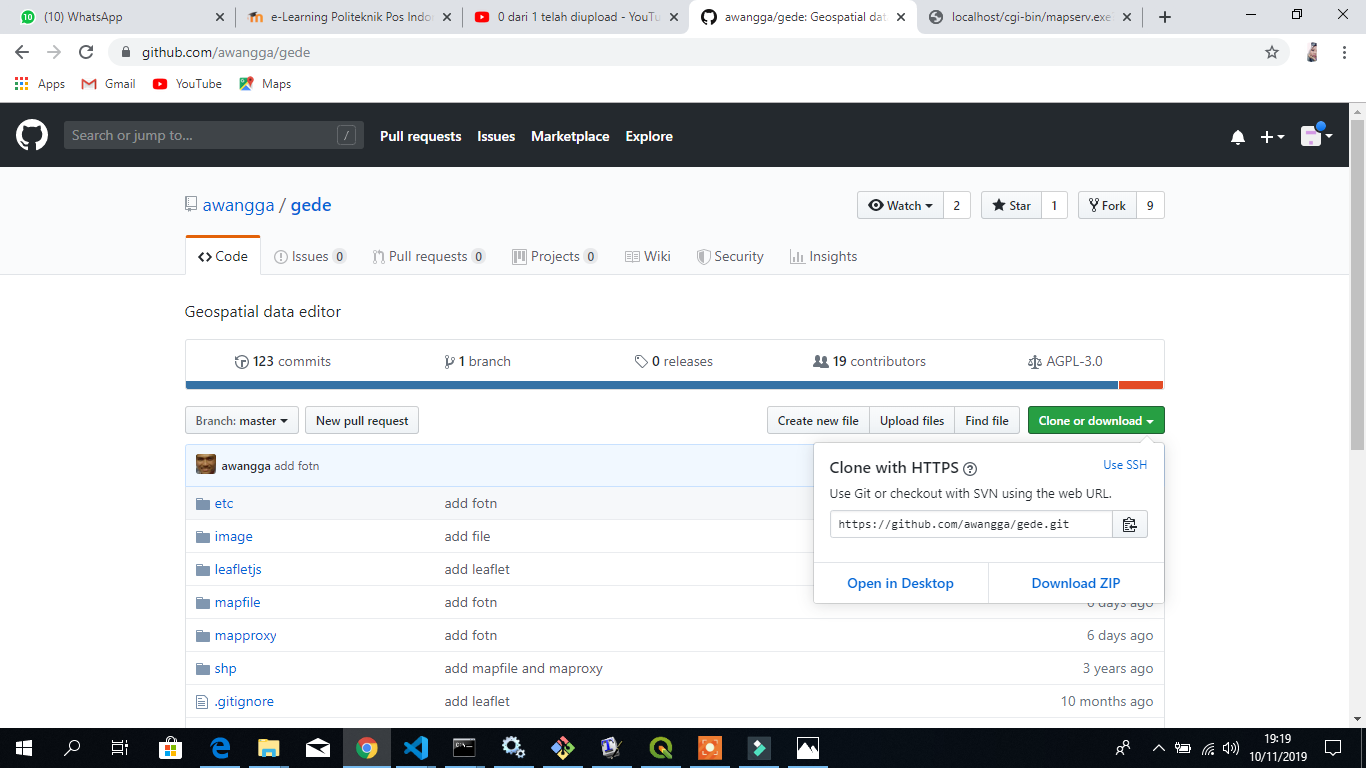 (10) WhatsApp
e-Learning Politeknik Pos Indo
0 dari 1 telah diupload - YouTu
awangga/gede: Geospatial dat
localhost/cgi-bin/mapserv.exe
github.com/awangga/gede
Apps
Gmail
YouTube
Maps
Search or jump to...
/
Pull requests
Issues
Marketplace
Explore
awangga / gede
Watch 2
Star 1
Fork 9
Code
Issues 0
Pull requests 0
Projects 0
Wiki
Security
Insights
Geospatial data editor
123 commits
1 branch
0 releases
19 contributors
AGPL-3.0
Branch: master
New pull request
Create new file
Upload files
Find file
Clone or download
awangga add fotn
Clone with HTTPS
Use SSH
Use Git or checkout with SVN using the web URL.
https://github.com/awangga/gede.git
Open in Desktop
Download ZIP
etc add fotn
image add file
leafletjs add leaflet
mapfile add fotn 6 days ago
mapproxy add fotn 6 days ago
shp add mapfile and maproxy 3 years ago
.gitignore add leaflet 10 months ago
19:19
10/11/2019